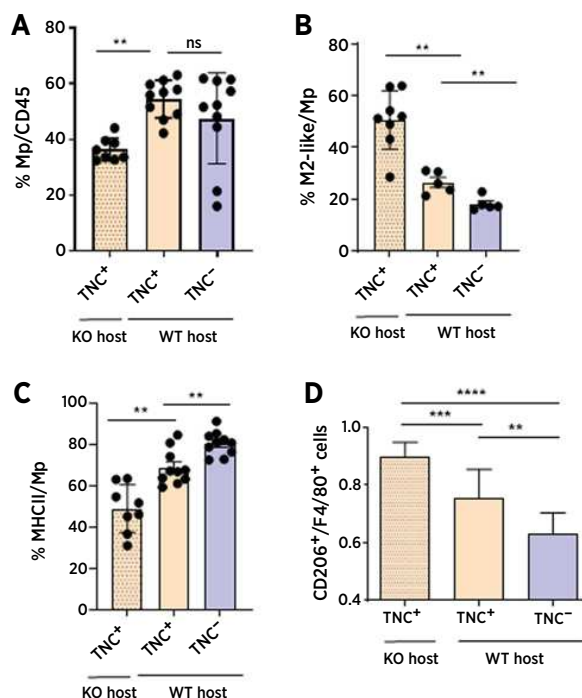 A
% Mp/CD45
80
60
40
20
0
**
ns
TNC⁺
TNC⁺
TNC⁻
KO host
WT host
B
% M2-like/Mp
80
60
40
20
0
**
**
TNC⁺
TNC⁺
TNC⁻
KO host
WT host
C
% MHCII/Mp
100
80
60
40
20
0
**
**
TNC⁺
TNC⁺
TNC⁻
KO host
WT host
D
CD206⁺/F4/80⁺ cells
1.0
0.8
0.6
0.4
****
***
**
TNC⁺
TNC⁺
TNC⁻
KO host
WT host